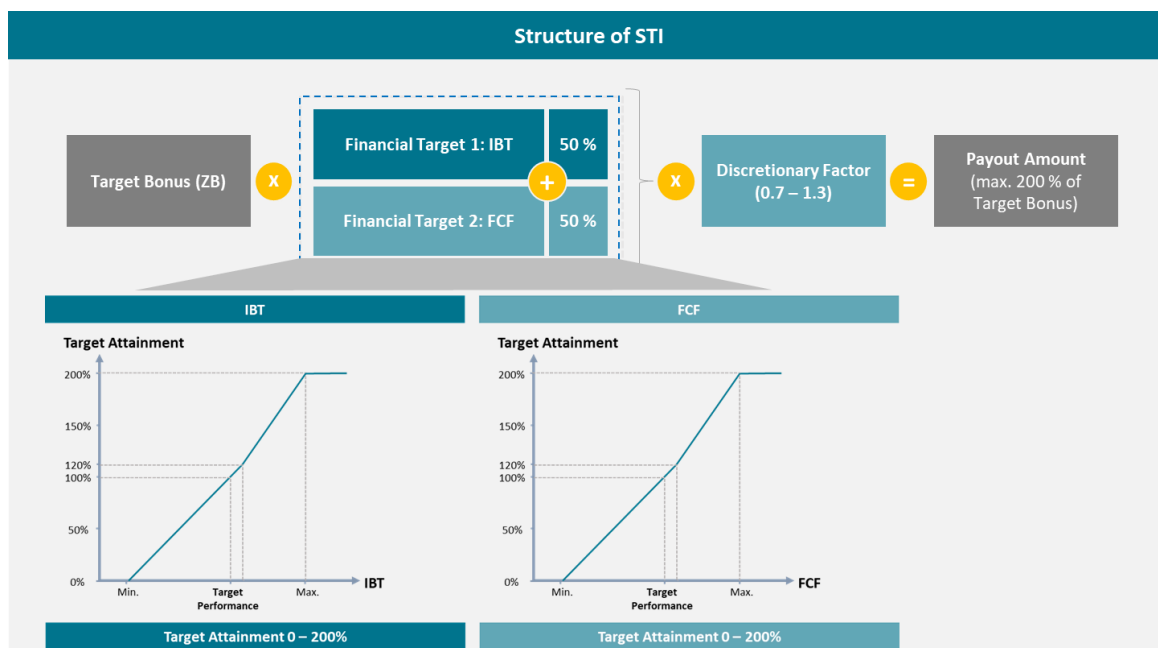 Structure of STI
Target Bonus (ZB)
x
Financial Target 1: IBT
50 %
+
Financial Target 2: FCF
50 %
x
Discretionary Factor
(0.7 – 1.3)
=
Payout Amount
(max. 200 % of
Target Bonus)
IBT
Target Attainment
200%
150%
120%
100%
50%
0%
Min.
Target
Performance
Max.
IBT
Target Attainment 0 – 200%
FCF
Target Attainment
200%
150%
120%
100%
50%
0%
Min.
Target
Performance
Max.
FCF
Target Attainment 0 – 200%